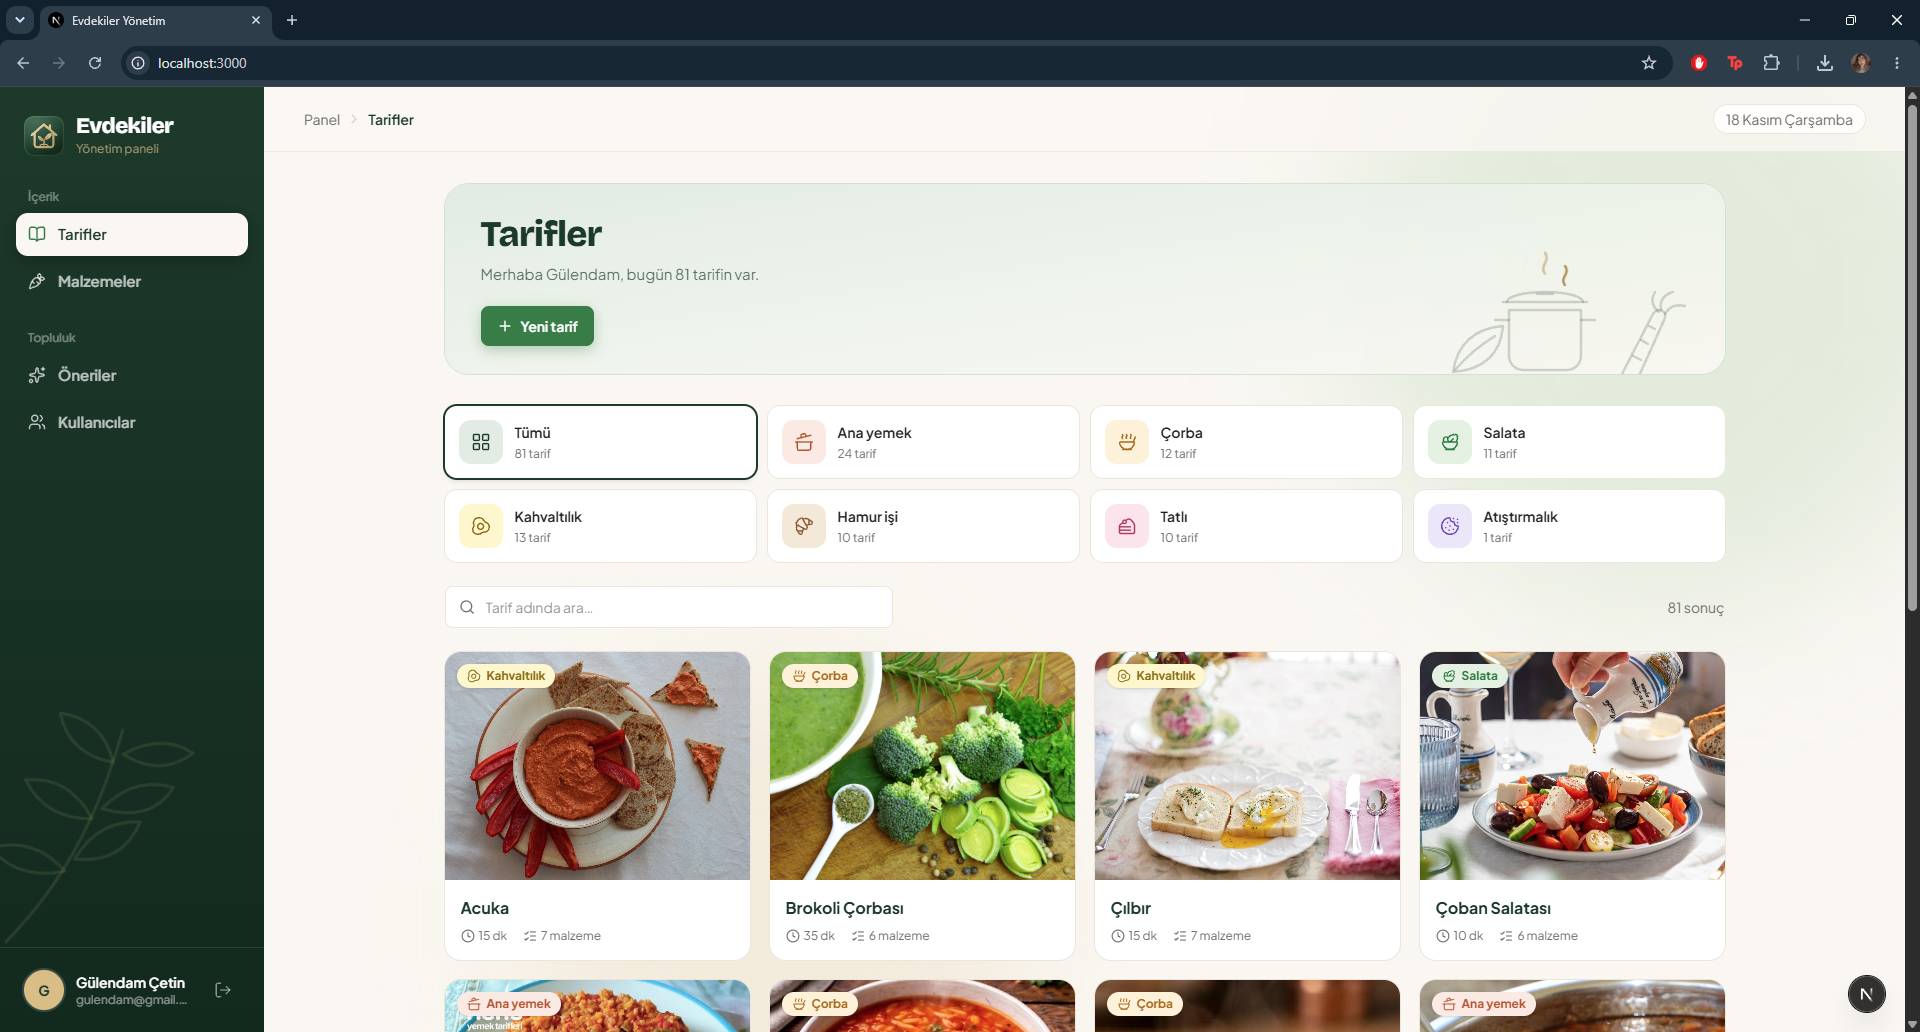 Evdekiler Yönetim
localhost:3000
Tp
Evdekiler
Yönetim paneli
İçerik
Tarifler
Malzemeler
Topluluk
Öneriler
Kullanıcılar
G
Gülendam Çetin
gulendam@gmail....
Panel > Tarifler
18 Kasım Çarşamba
Tarifler
Merhaba Gülendam, bugün 81 tarifin var.
+ Yeni tarif
Tümü
81 tarif
Ana yemek
24 tarif
Çorba
12 tarif
Salata
11 tarif
Kahvaltılık
13 tarif
Hamur işi
10 tarif
Tatlı
10 tarif
Atıştırmalık
1 tarif
Tarif adında ara...
81 sonuç
Kahvaltılık
Acuka
15 dk 7 malzeme
Çorba
Brokoli Çorbası
35 dk 6 malzeme
Kahvaltılık
Çılbır
15 dk 7 malzeme
Salata
Çoban Salatası
10 dk 6 malzeme
Ana yemek
yemek tarifleri
Çorba
Çorba
Ana yemek
N